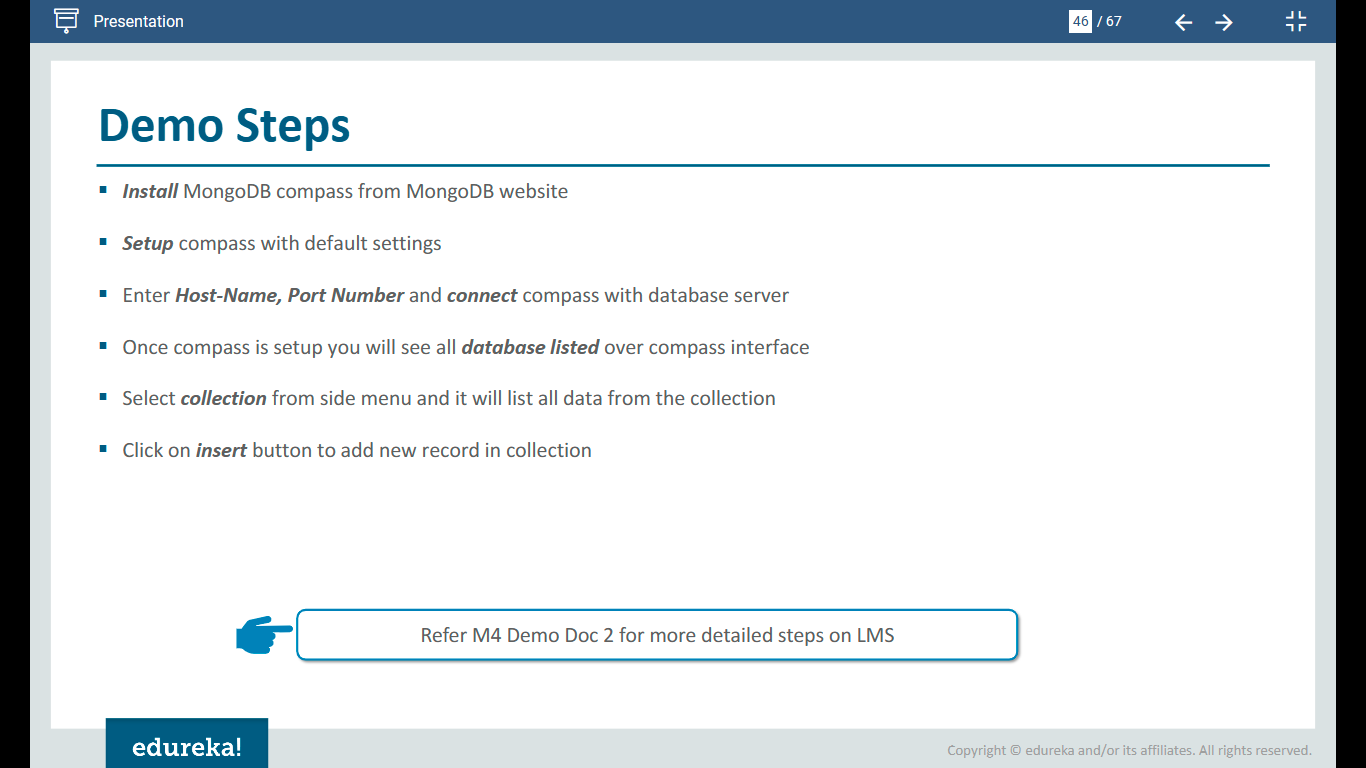 Presentation
46 / 67
Demo Steps
Install MongoDB compass from MongoDB website
Setup compass with default settings
Enter Host-Name, Port Number and connect compass with database server
Once compass is setup you will see all database listed over compass interface
Select collection from side menu and it will list all data from the collection
Click on insert button to add new record in collection
Refer M4 Demo Doc 2 for more detailed steps on LMS
edureka!
Copyright © edureka and/or its affiliates. All rights reserved.